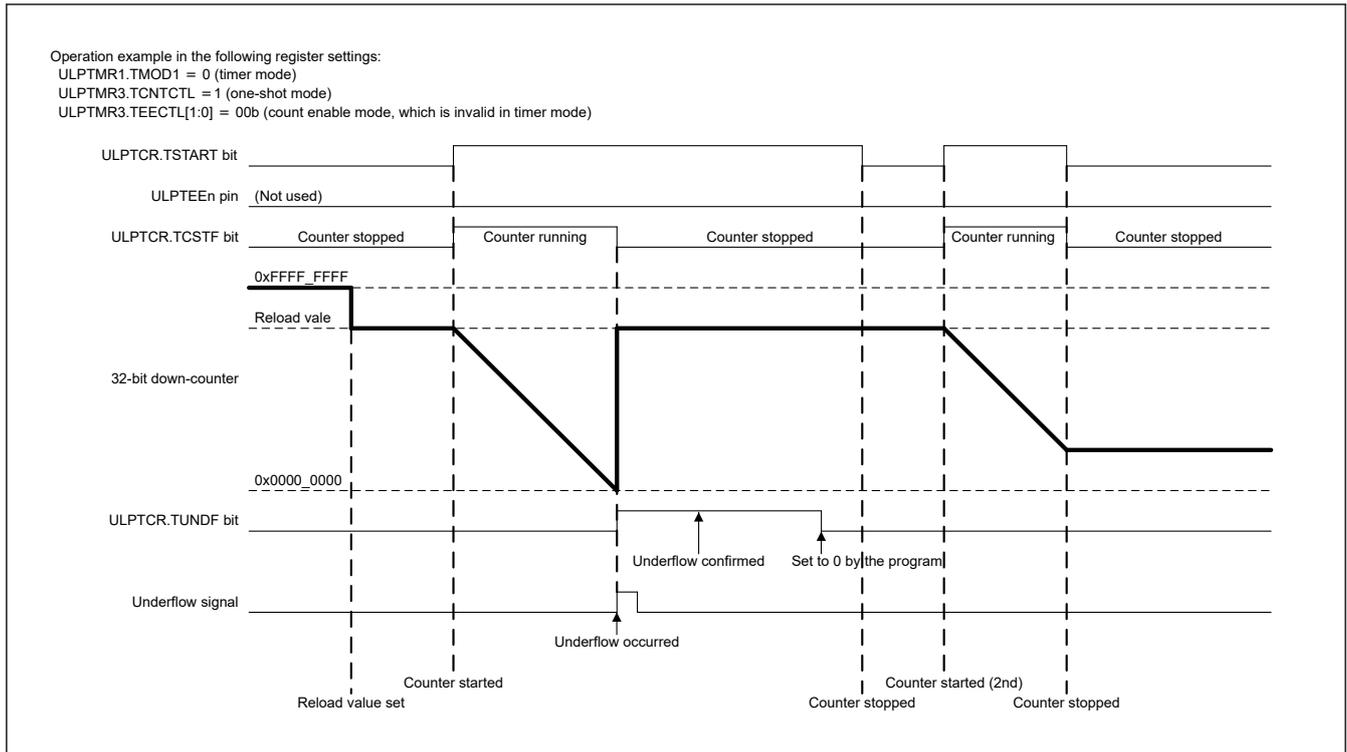 Operation example in the following register settings:
ULPTMR1.TMOD1 = 0 (timer mode)
ULPTMR3.TCNTCTL =1 (one-shot mode)
ULPTMR3.TEECTL[1:0] = 00b (count enable mode, which is invalid in timer mode)
ULPTCR.TSTART bit
ULPTEEn pin (Not used)
ULPTCR.TCSTF bit Counter stopped Counter running Counter stopped Counter running Counter stopped
0xFFFF_FFFF
Reload vale
32-bit down-counter
0x0000_0000
ULPTCR.TUNDF bit
Underflow confirmed Set to 0 by the program
Underflow signal
Underflow occurred
Counter started Counter started (2nd)
Reload value set Counter stopped Counter stopped